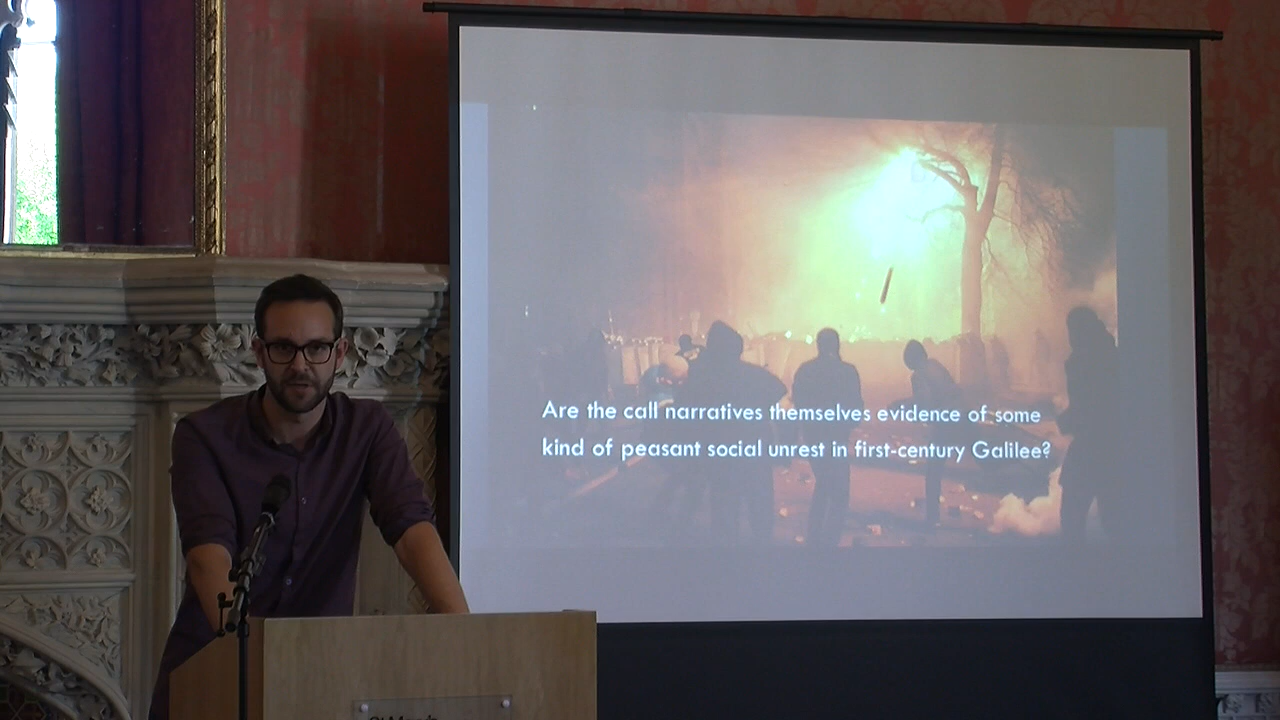 Are the call narratives themselves evidence of some
kind of peasant social unrest in first-century Galilee?